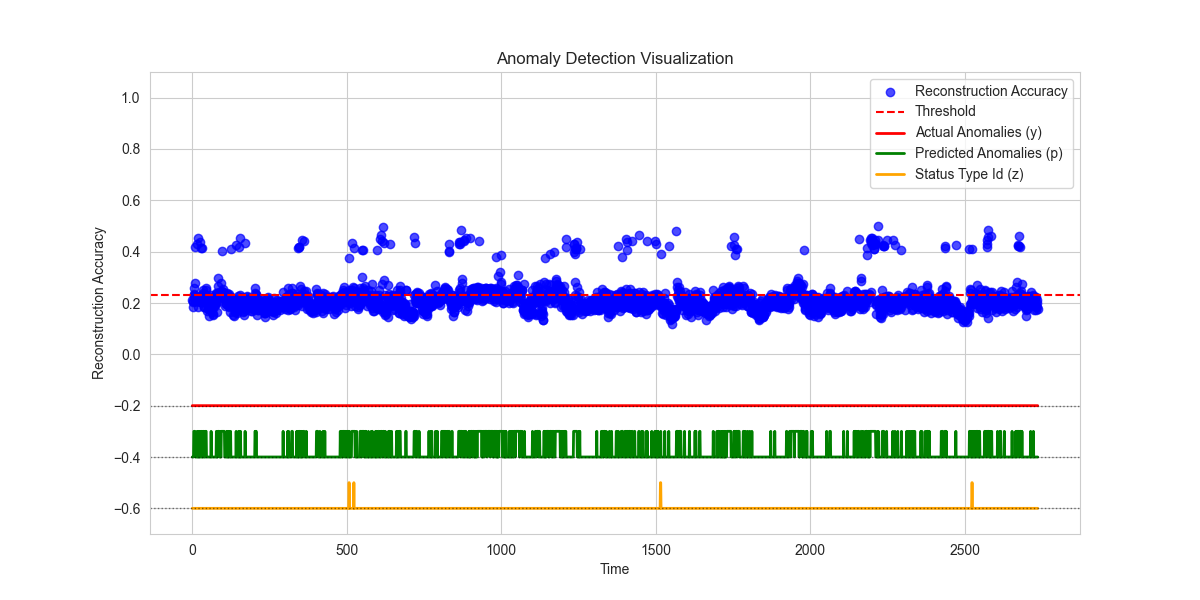 Anomaly Detection Visualization
Reconstruction Accuracy
Threshold
Actual Anomalies (y)
Predicted Anomalies (p)
Status Type Id (z)
Reconstruction Accuracy
1.0
0.8
0.6
0.4
0.2
0.0
−0.2
−0.4
−0.6
0
500
1000
1500
2000
2500
Time